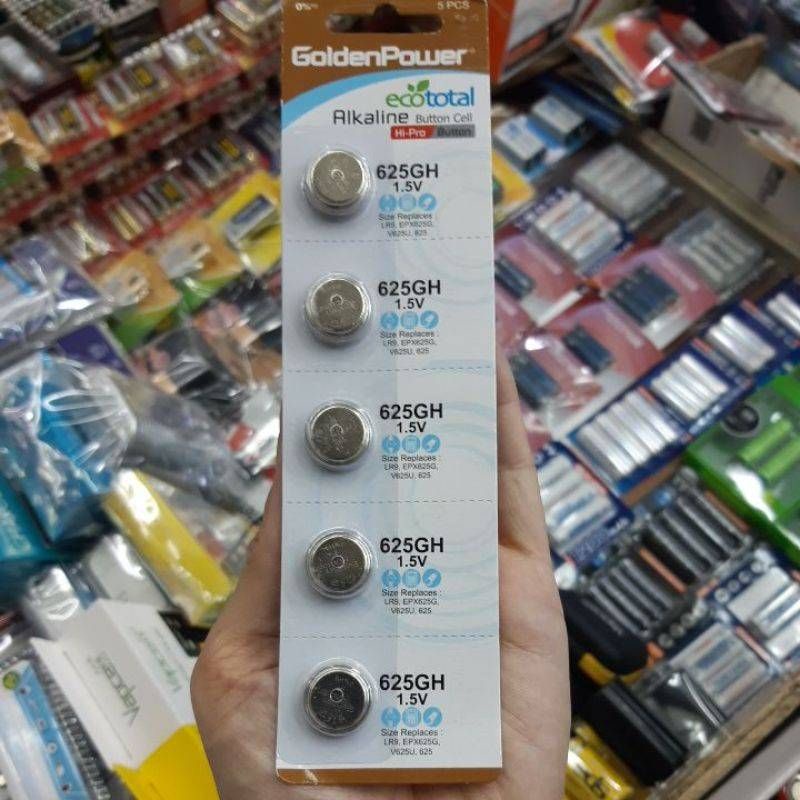 0%
5 PCS
GoldenPower
ecototal
Alkaline Button Cell
Hi-Pro Button
625GH
1.5V
Size Replaces :
LR9, EPX625G,
V625U, 625
625GH
1.5V
Size Replaces :
LR9, EPX625G,
V625U, 625
625GH
1.5V
Size Replaces :
LR9, EPX625G,
V625U, 625
625GH
1.5V
Size Replaces :
LR9, EPX625G,
V625U, 625
625GH
1.5V
Size Replaces :
LR9, EPX625G,
V625U, 625
Vapcell